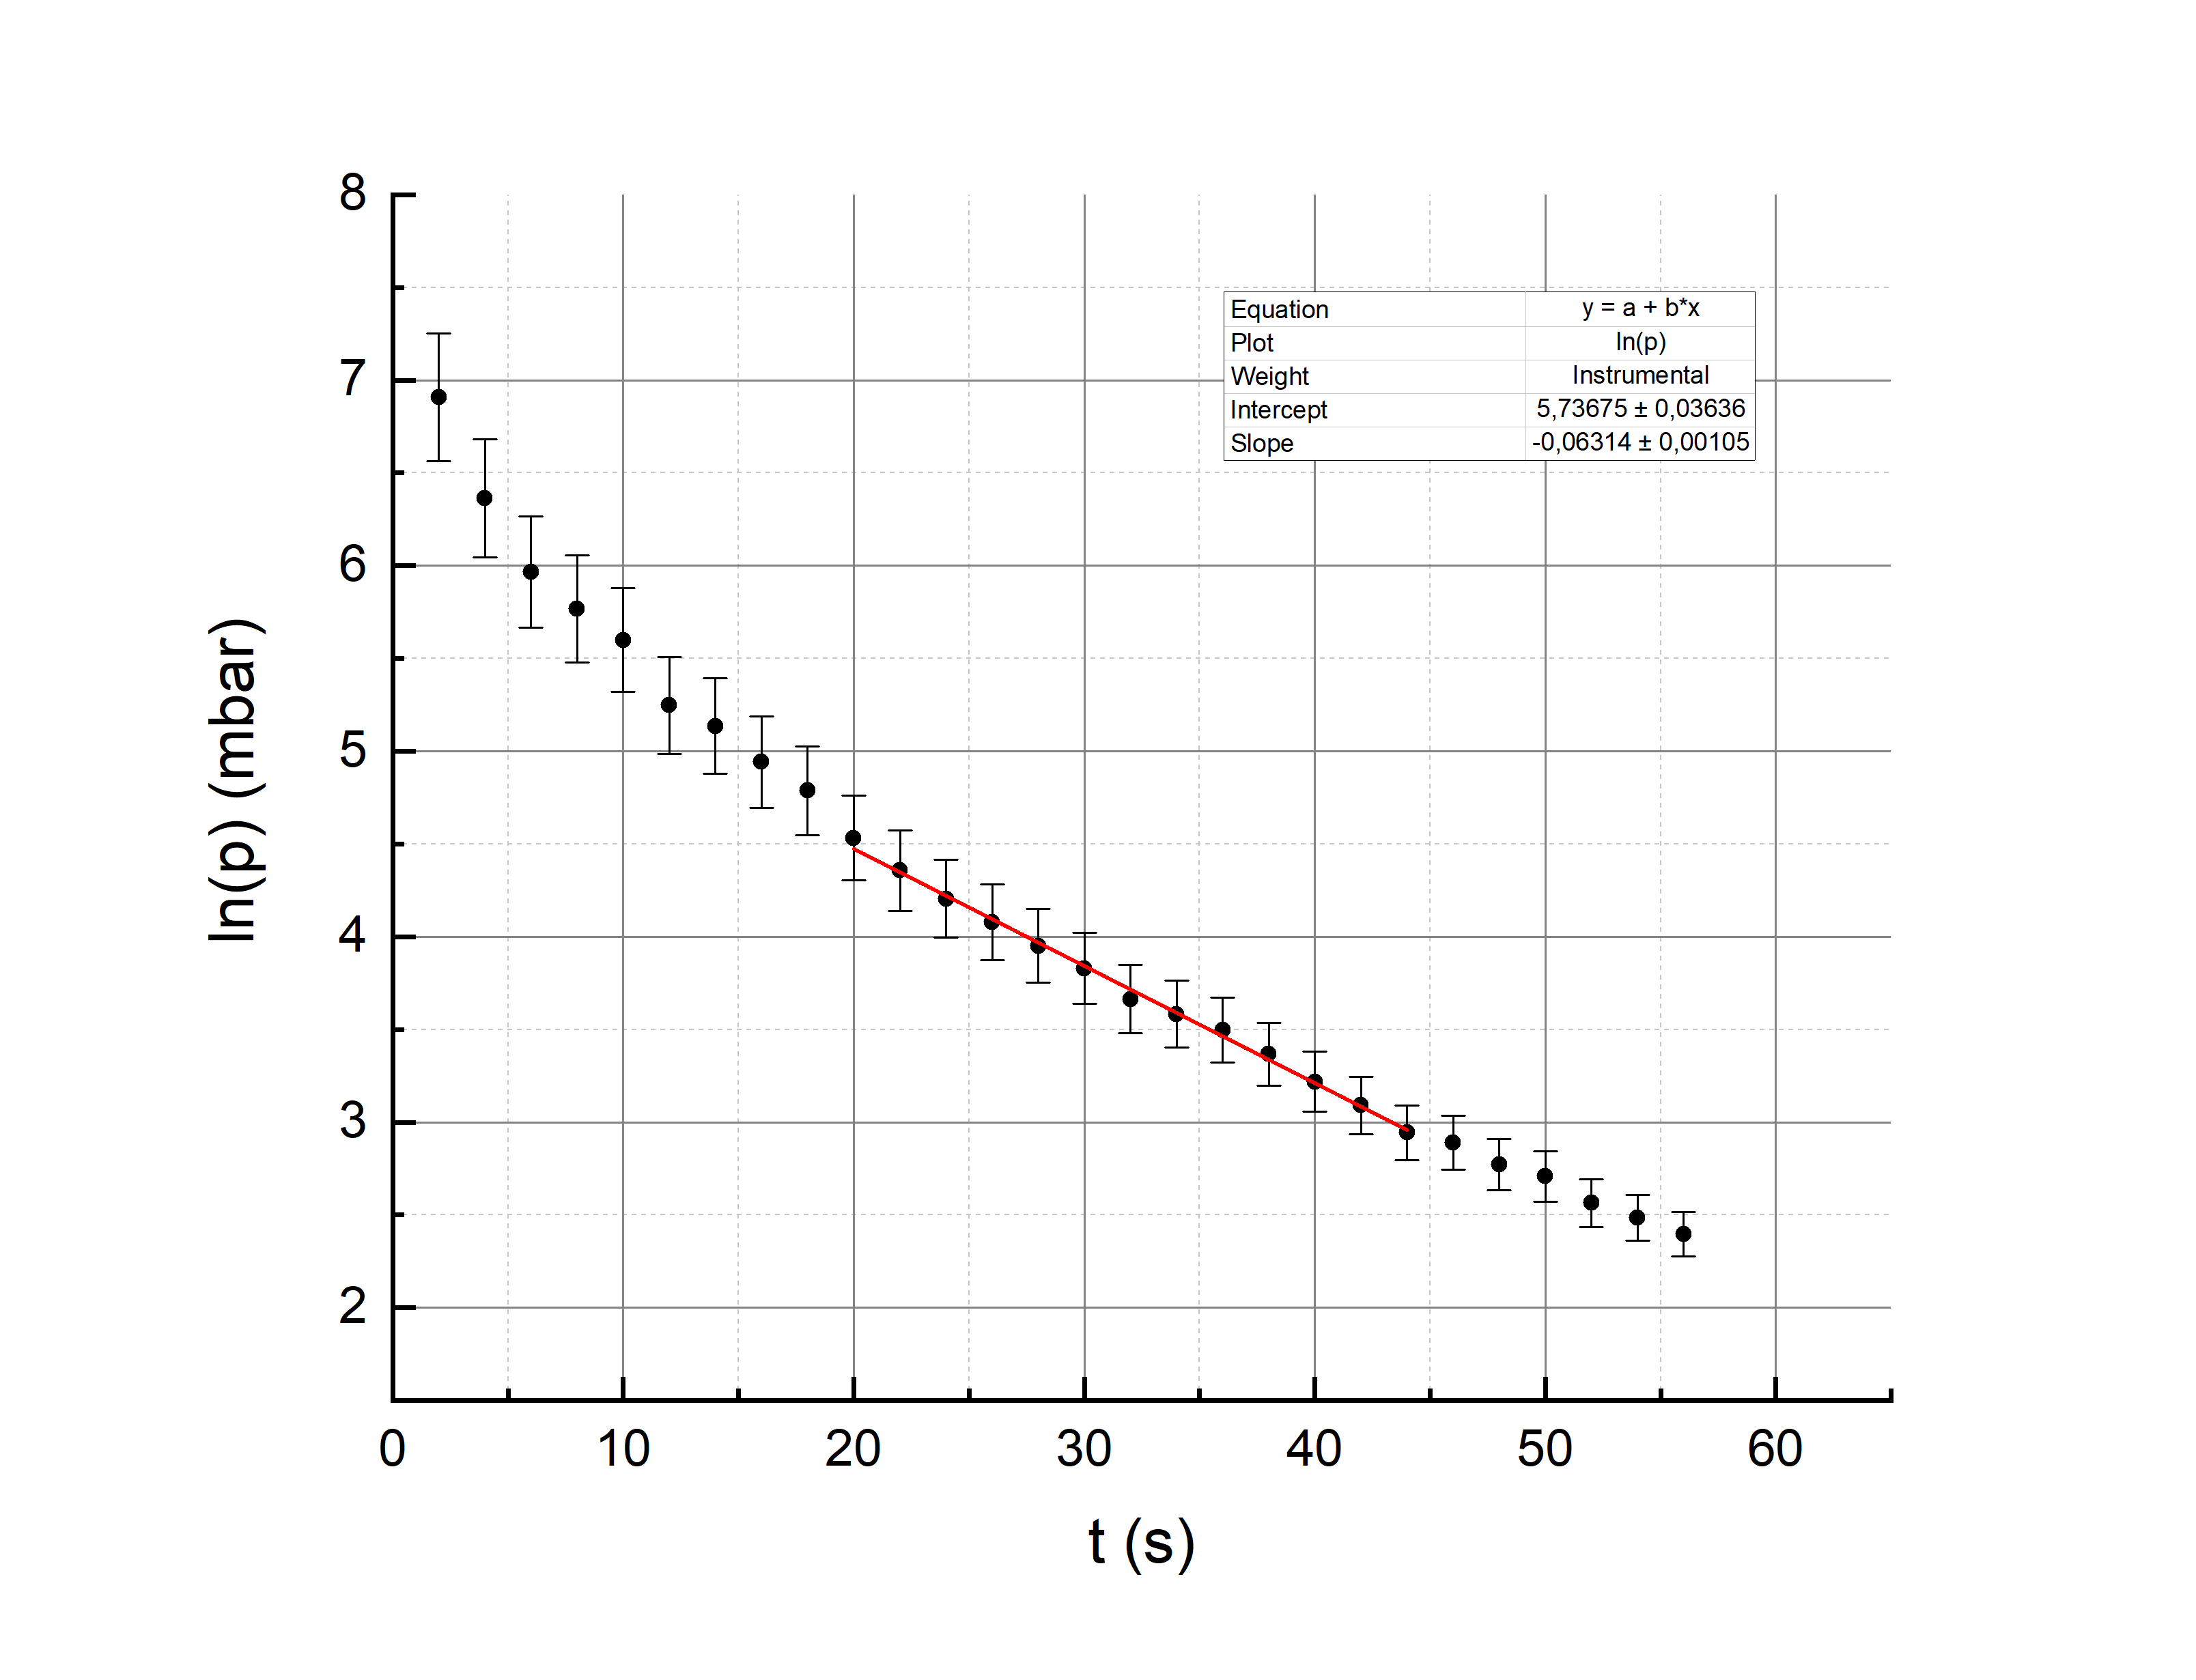 8
7
6
5
4
3
2
ln(p) (mbar)
Equation y = a + b*x
Plot ln(p)
Weight Instrumental
Intercept 5,73675 ± 0,03636
Slope -0,06314 ± 0,00105
0 10 20 30 40 50 60
t (s)